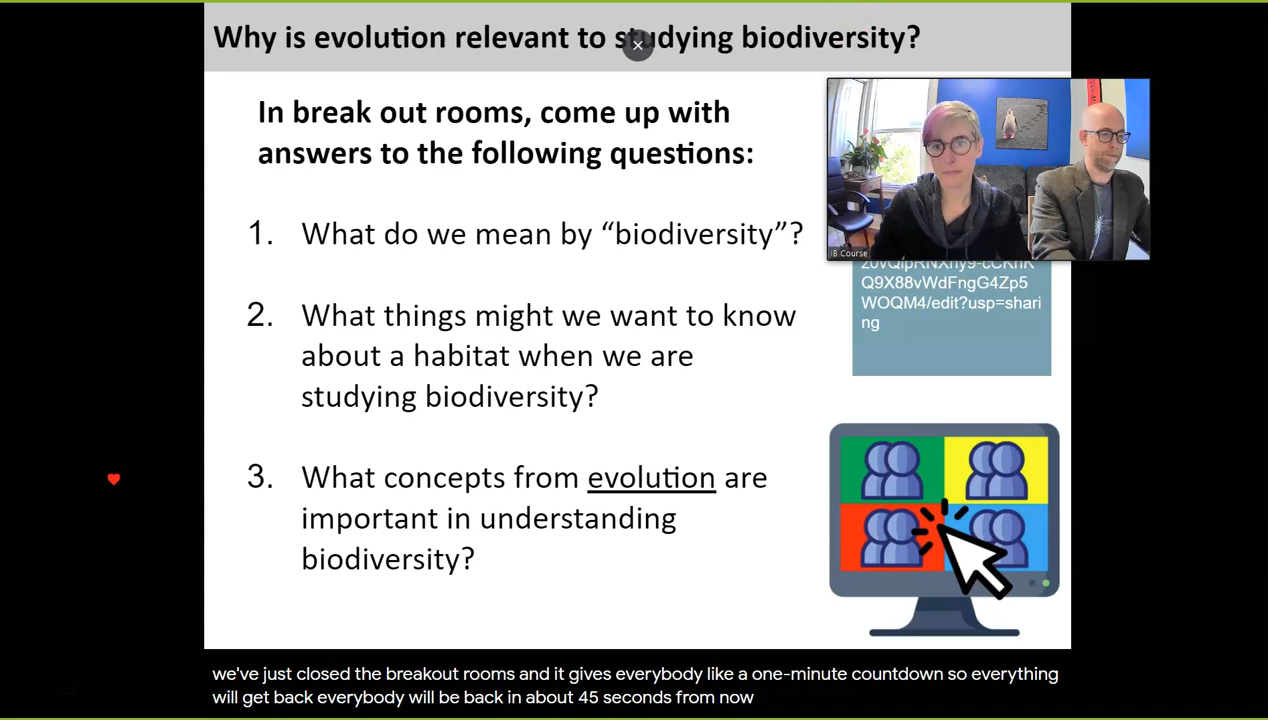 Why is evolution relevant to studying biodiversity?
In break out rooms, come up with
answers to the following questions:
1. What do we mean by “biodiversity”?
2. What things might we want to know
about a habitat when we are
studying biodiversity?
3. What concepts from evolution are
important in understanding
biodiversity?
IB Course
Q9X88vWdFngG4Zp5
WOQM4/edit?usp=shari
ng
we've just closed the breakout rooms and it gives everybody like a one-minute countdown so everything
will get back everybody will be back in about 45 seconds from now